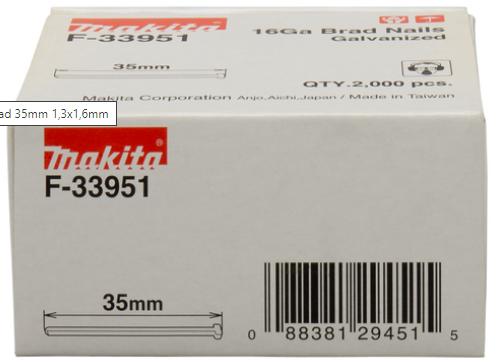 Makita
F-33951
16Ga Brad Nails
Galvanized
35mm
QTY.2,000 pcs.
Makita Corporation Anjo,Aichi,Japan / Made in Taiwan
ad 35mm 1,3x1,6mm
Makita
F-33951
35mm
0 88381 29451 5